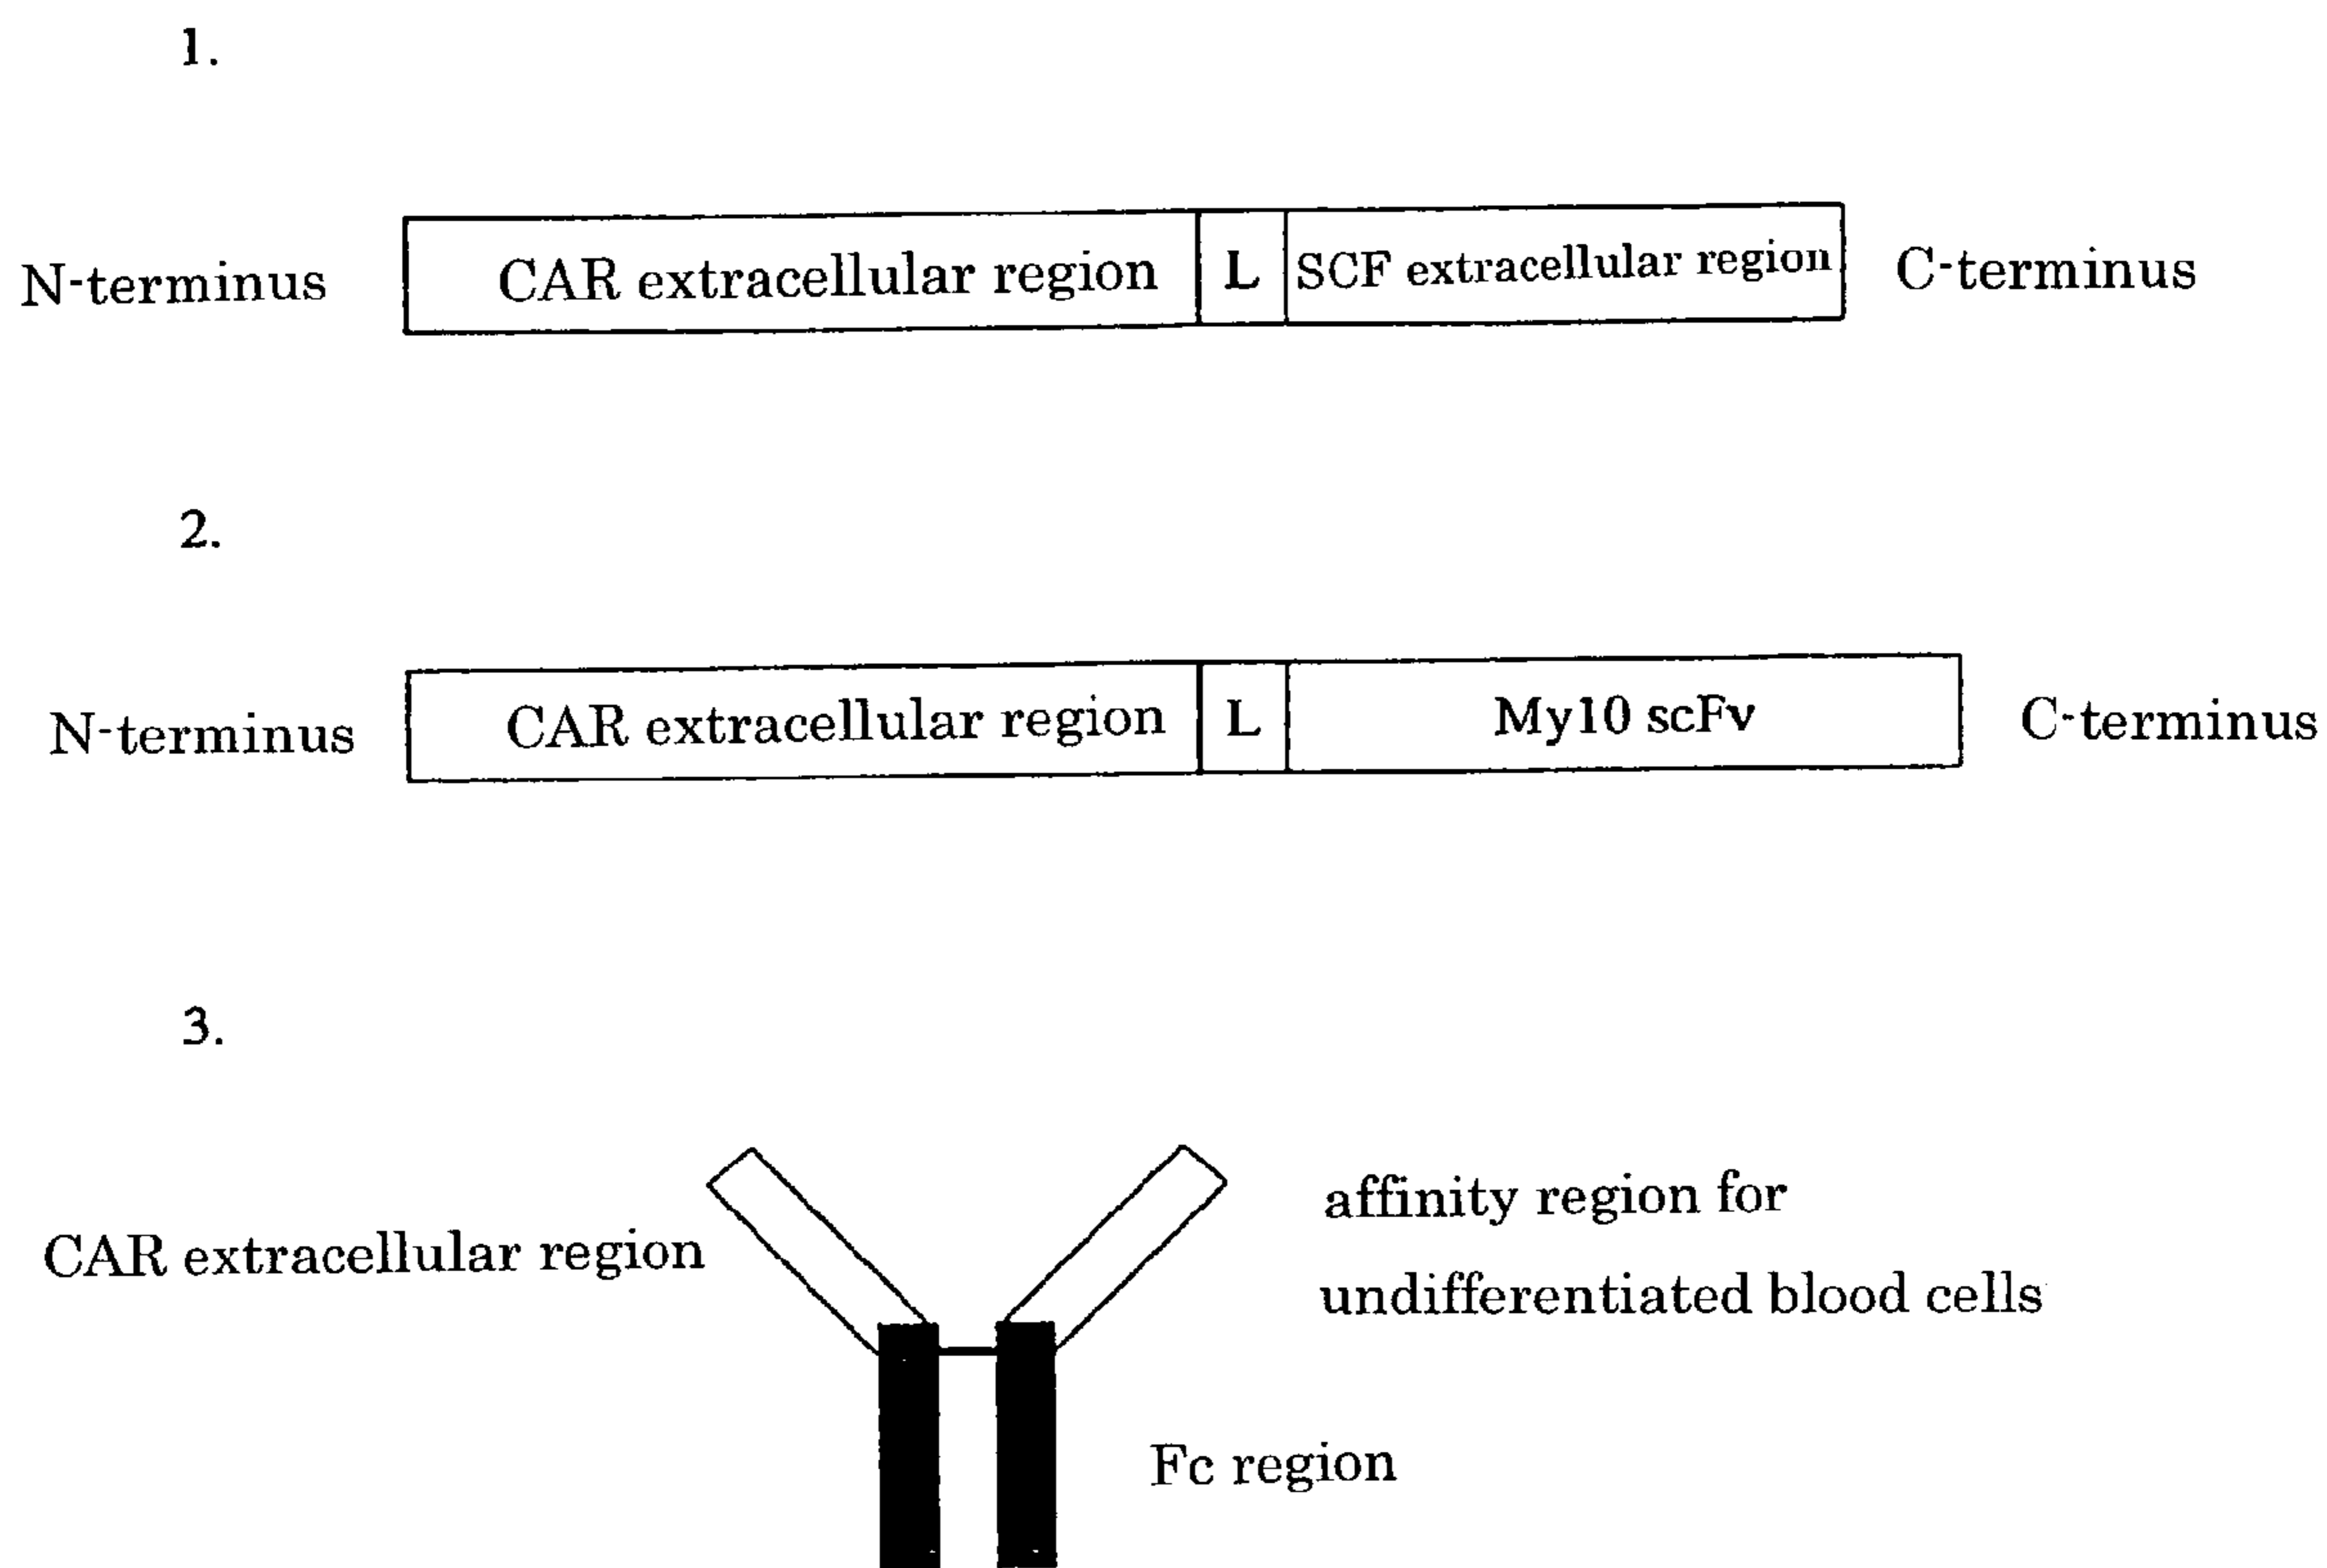 1.
N-terminus CAR extracellular region L SCF extracellular region C-terminus
2.
N-terminus CAR extracellular region L My10 scFv C-terminus
3.
affinity region for
CAR extracellular region
undifferentiated blood cells
Fc region